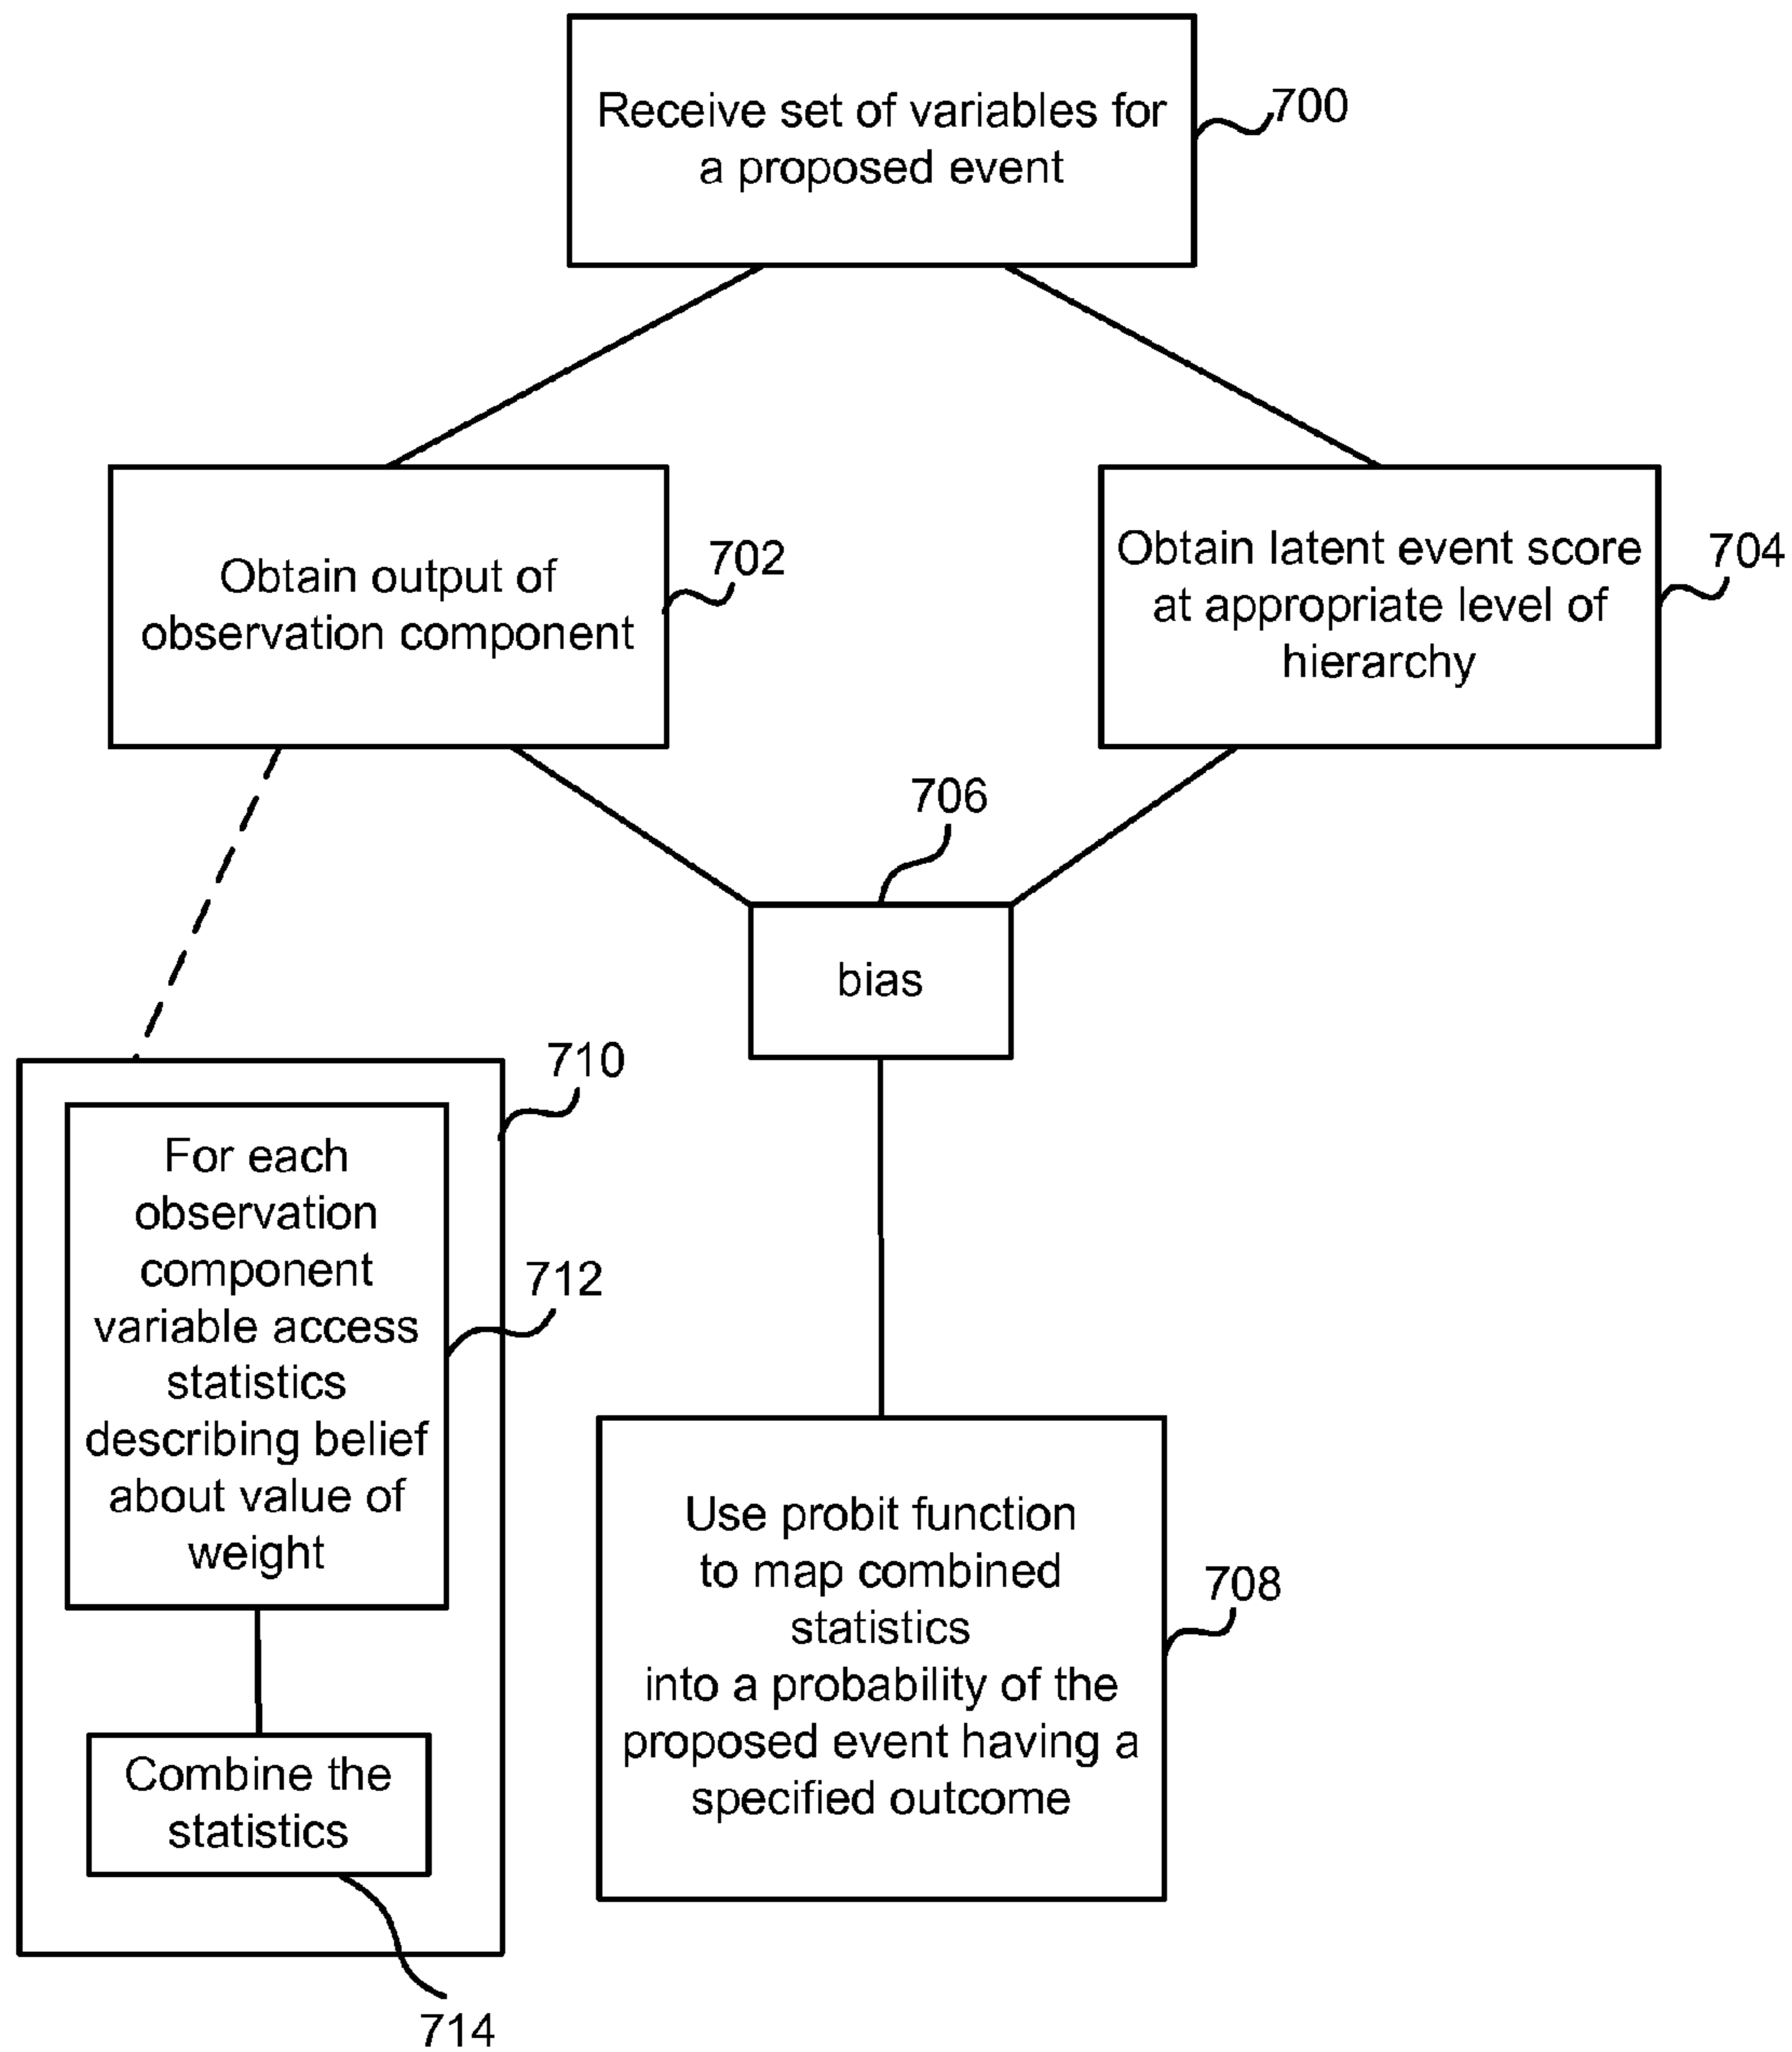 Receive set of variables for
a proposed event
700
Obtain output of
observation component
702
Obtain latent event score
at appropriate level of
hierarchy
704
706
bias
710
For each
observation
component
variable access
statistics
describing belief
about value of
weight
712
Combine the
statistics
714
Use probit function
to map combined
statistics
into a probability of the
proposed event having a
specified outcome
708